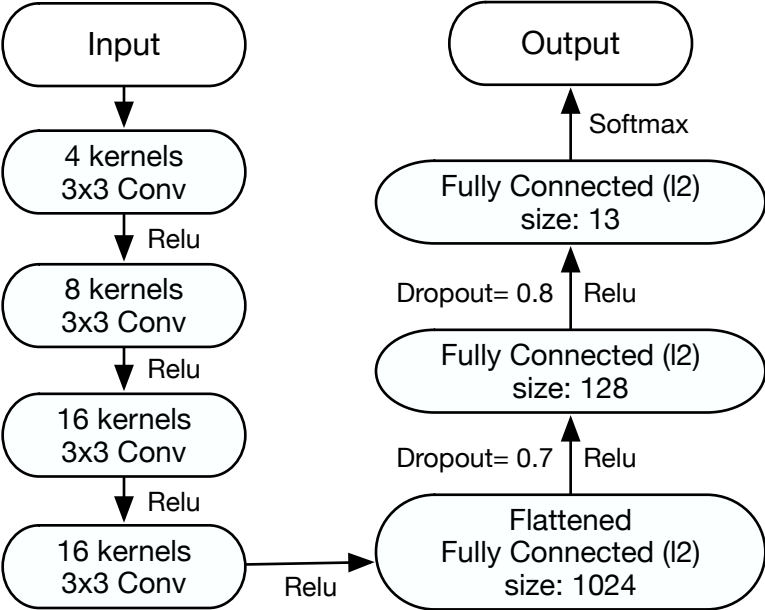 Input
4 kernels
3x3 Conv
Relu
8 kernels
3x3 Conv
Relu
16 kernels
3x3 Conv
Relu
16 kernels
3x3 Conv
Relu
Flattened
Fully Connected (l2)
size: 1024
Dropout= 0.7 Relu
Fully Connected (l2)
size: 128
Dropout= 0.8 Relu
Fully Connected (l2)
size: 13
Softmax
Output